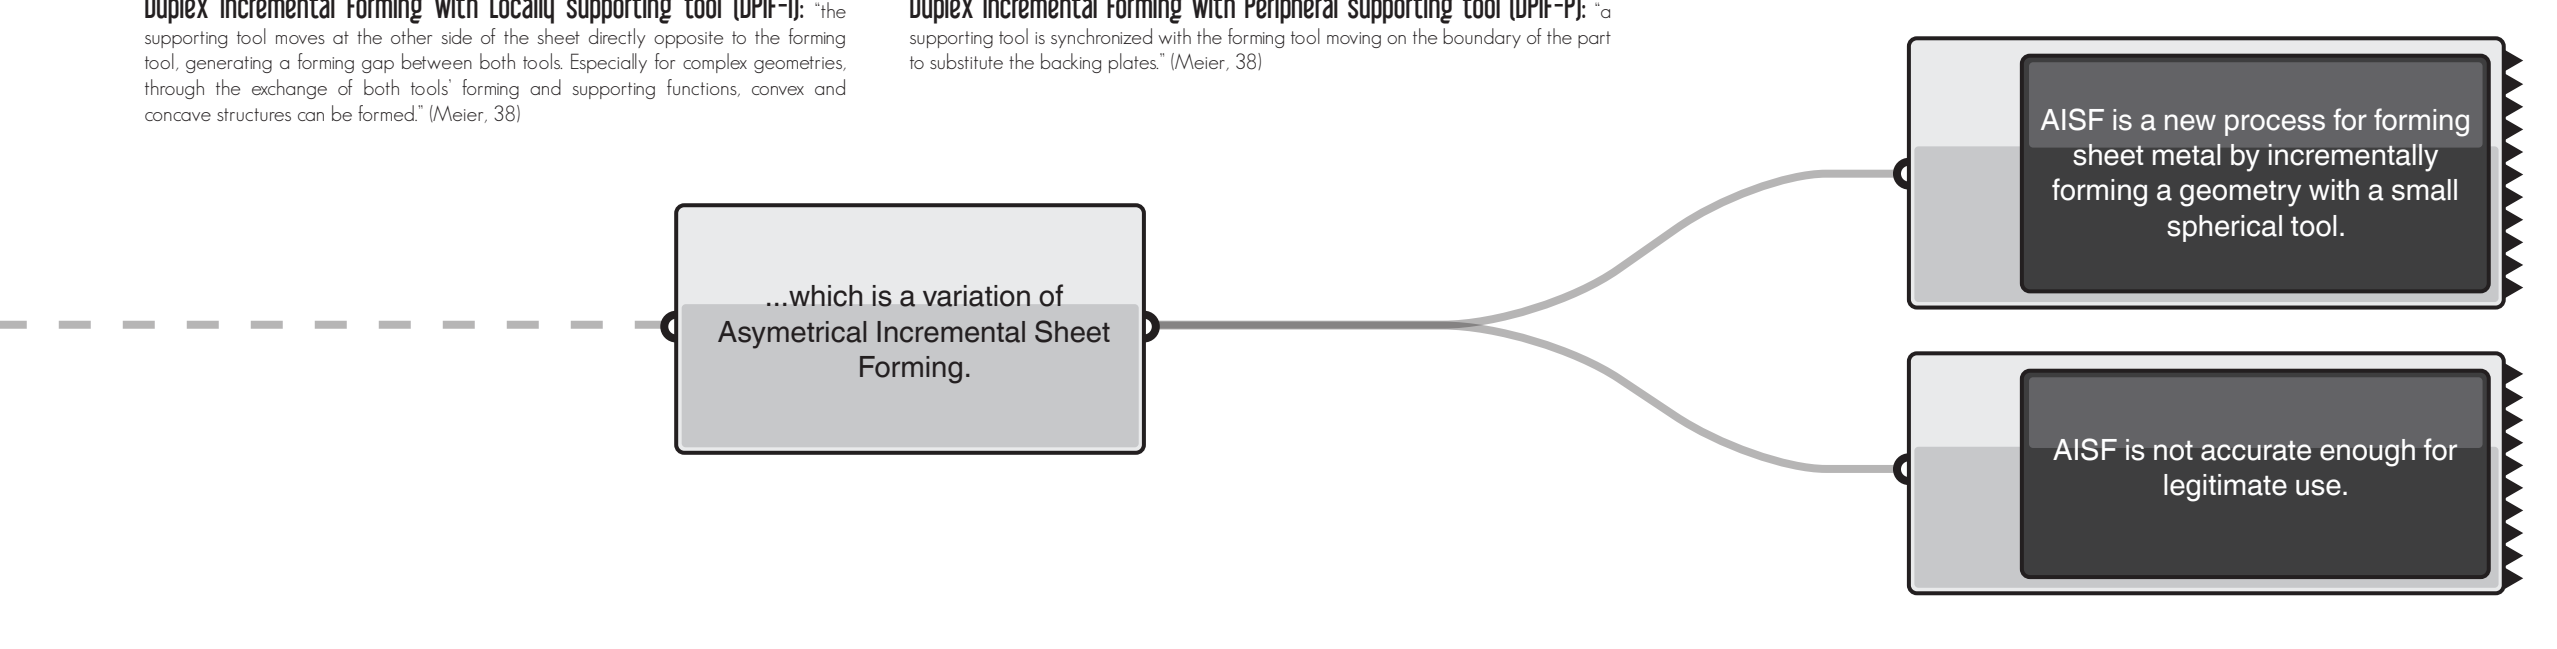 Duplex Incremental Forming With Locally supporting tool (DPIF-l): “the
supporting tool moves at the other side of the sheet directly opposite to the forming
tool, generating a forming gap between both tools. Especially for complex geometries,
through the exchange of both tools’ forming and supporting functions, convex and
concave structures can be formed.” (Meier, 38)
Duplex Incremental Forming With Peripheral supporting tool (DPIF-P): “a
supporting tool is synchronized with the forming tool moving on the boundary of the part
to substitute the backing plates.” (Meier, 38)
...which is a variation of
Asymetrical Incremental Sheet
Forming.
AISF is a new process for forming
sheet metal by incrementally
forming a geometry with a small
spherical tool.
AISF is not accurate enough for
legitimate use.